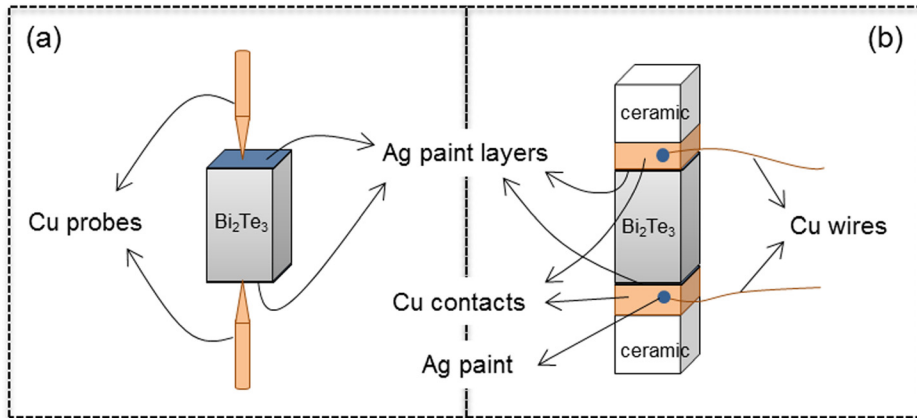 (a)
(b)
ceramic
Ag paint layers
Bi₂Te₃
Bi₂Te₃
Cu probes
Cu wires
Cu contacts
ceramic
Ag paint